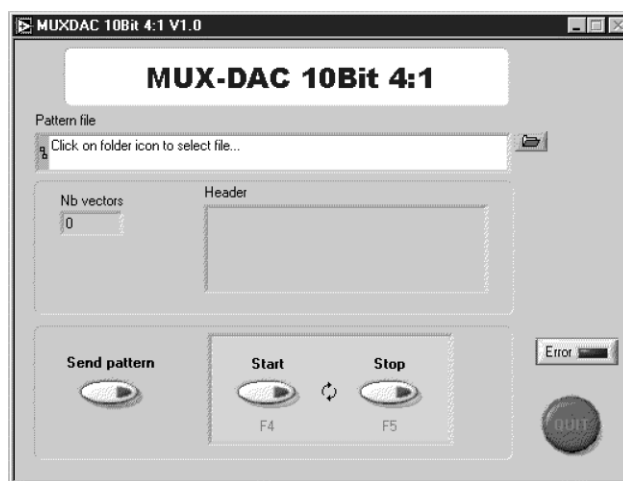 MUXDAC 10Bit 4:1 V1.0
MUX-DAC 10Bit 4:1
Pattern file
Click on folder icon to select file...
Nb vectors
Header
0
Send pattern
Start
Stop
Error
F4
F5
QUIT